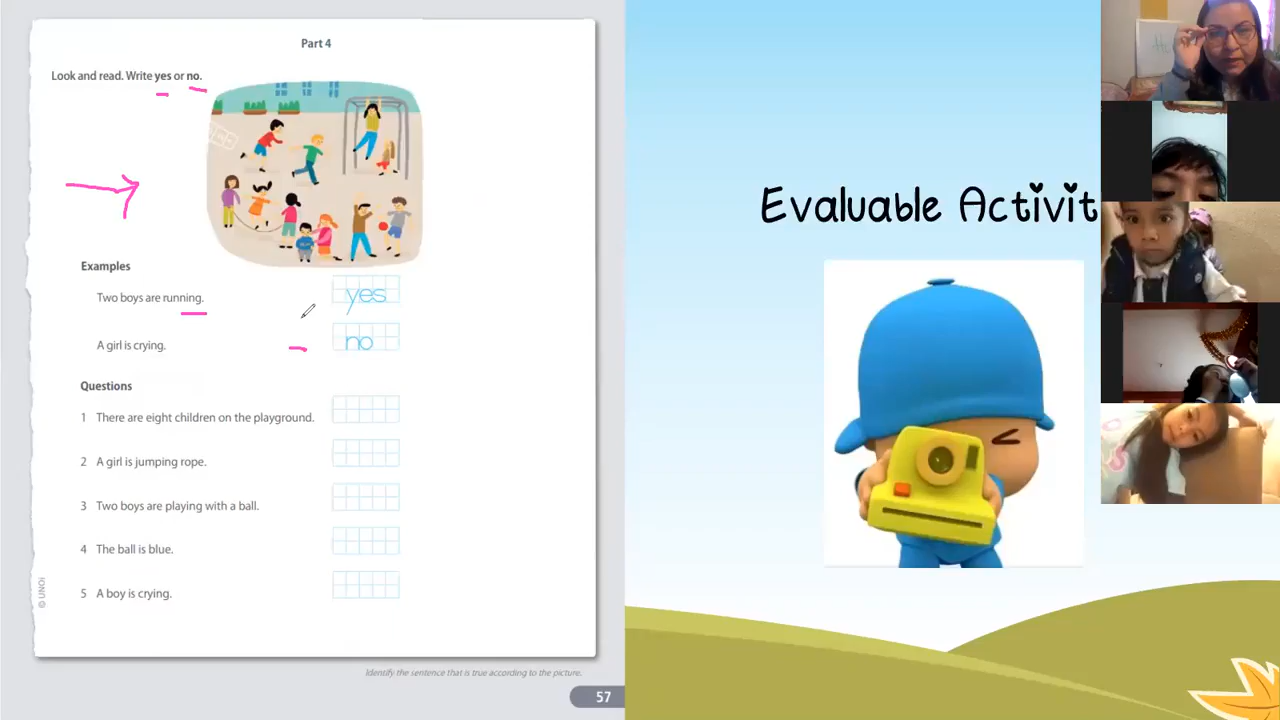 Part 4
Look and read. Write yes or no.
Examples
Two boys are running.
yes
A girl is crying.
no
Questions
1 There are eight children on the playground.
2 A girl is jumping rope.
3 Two boys are playing with a ball.
4 The ball is blue.
5 A boy is crying.
© UNOi
Identify the sentence that is true according to the picture.
57
Evaluable Activit